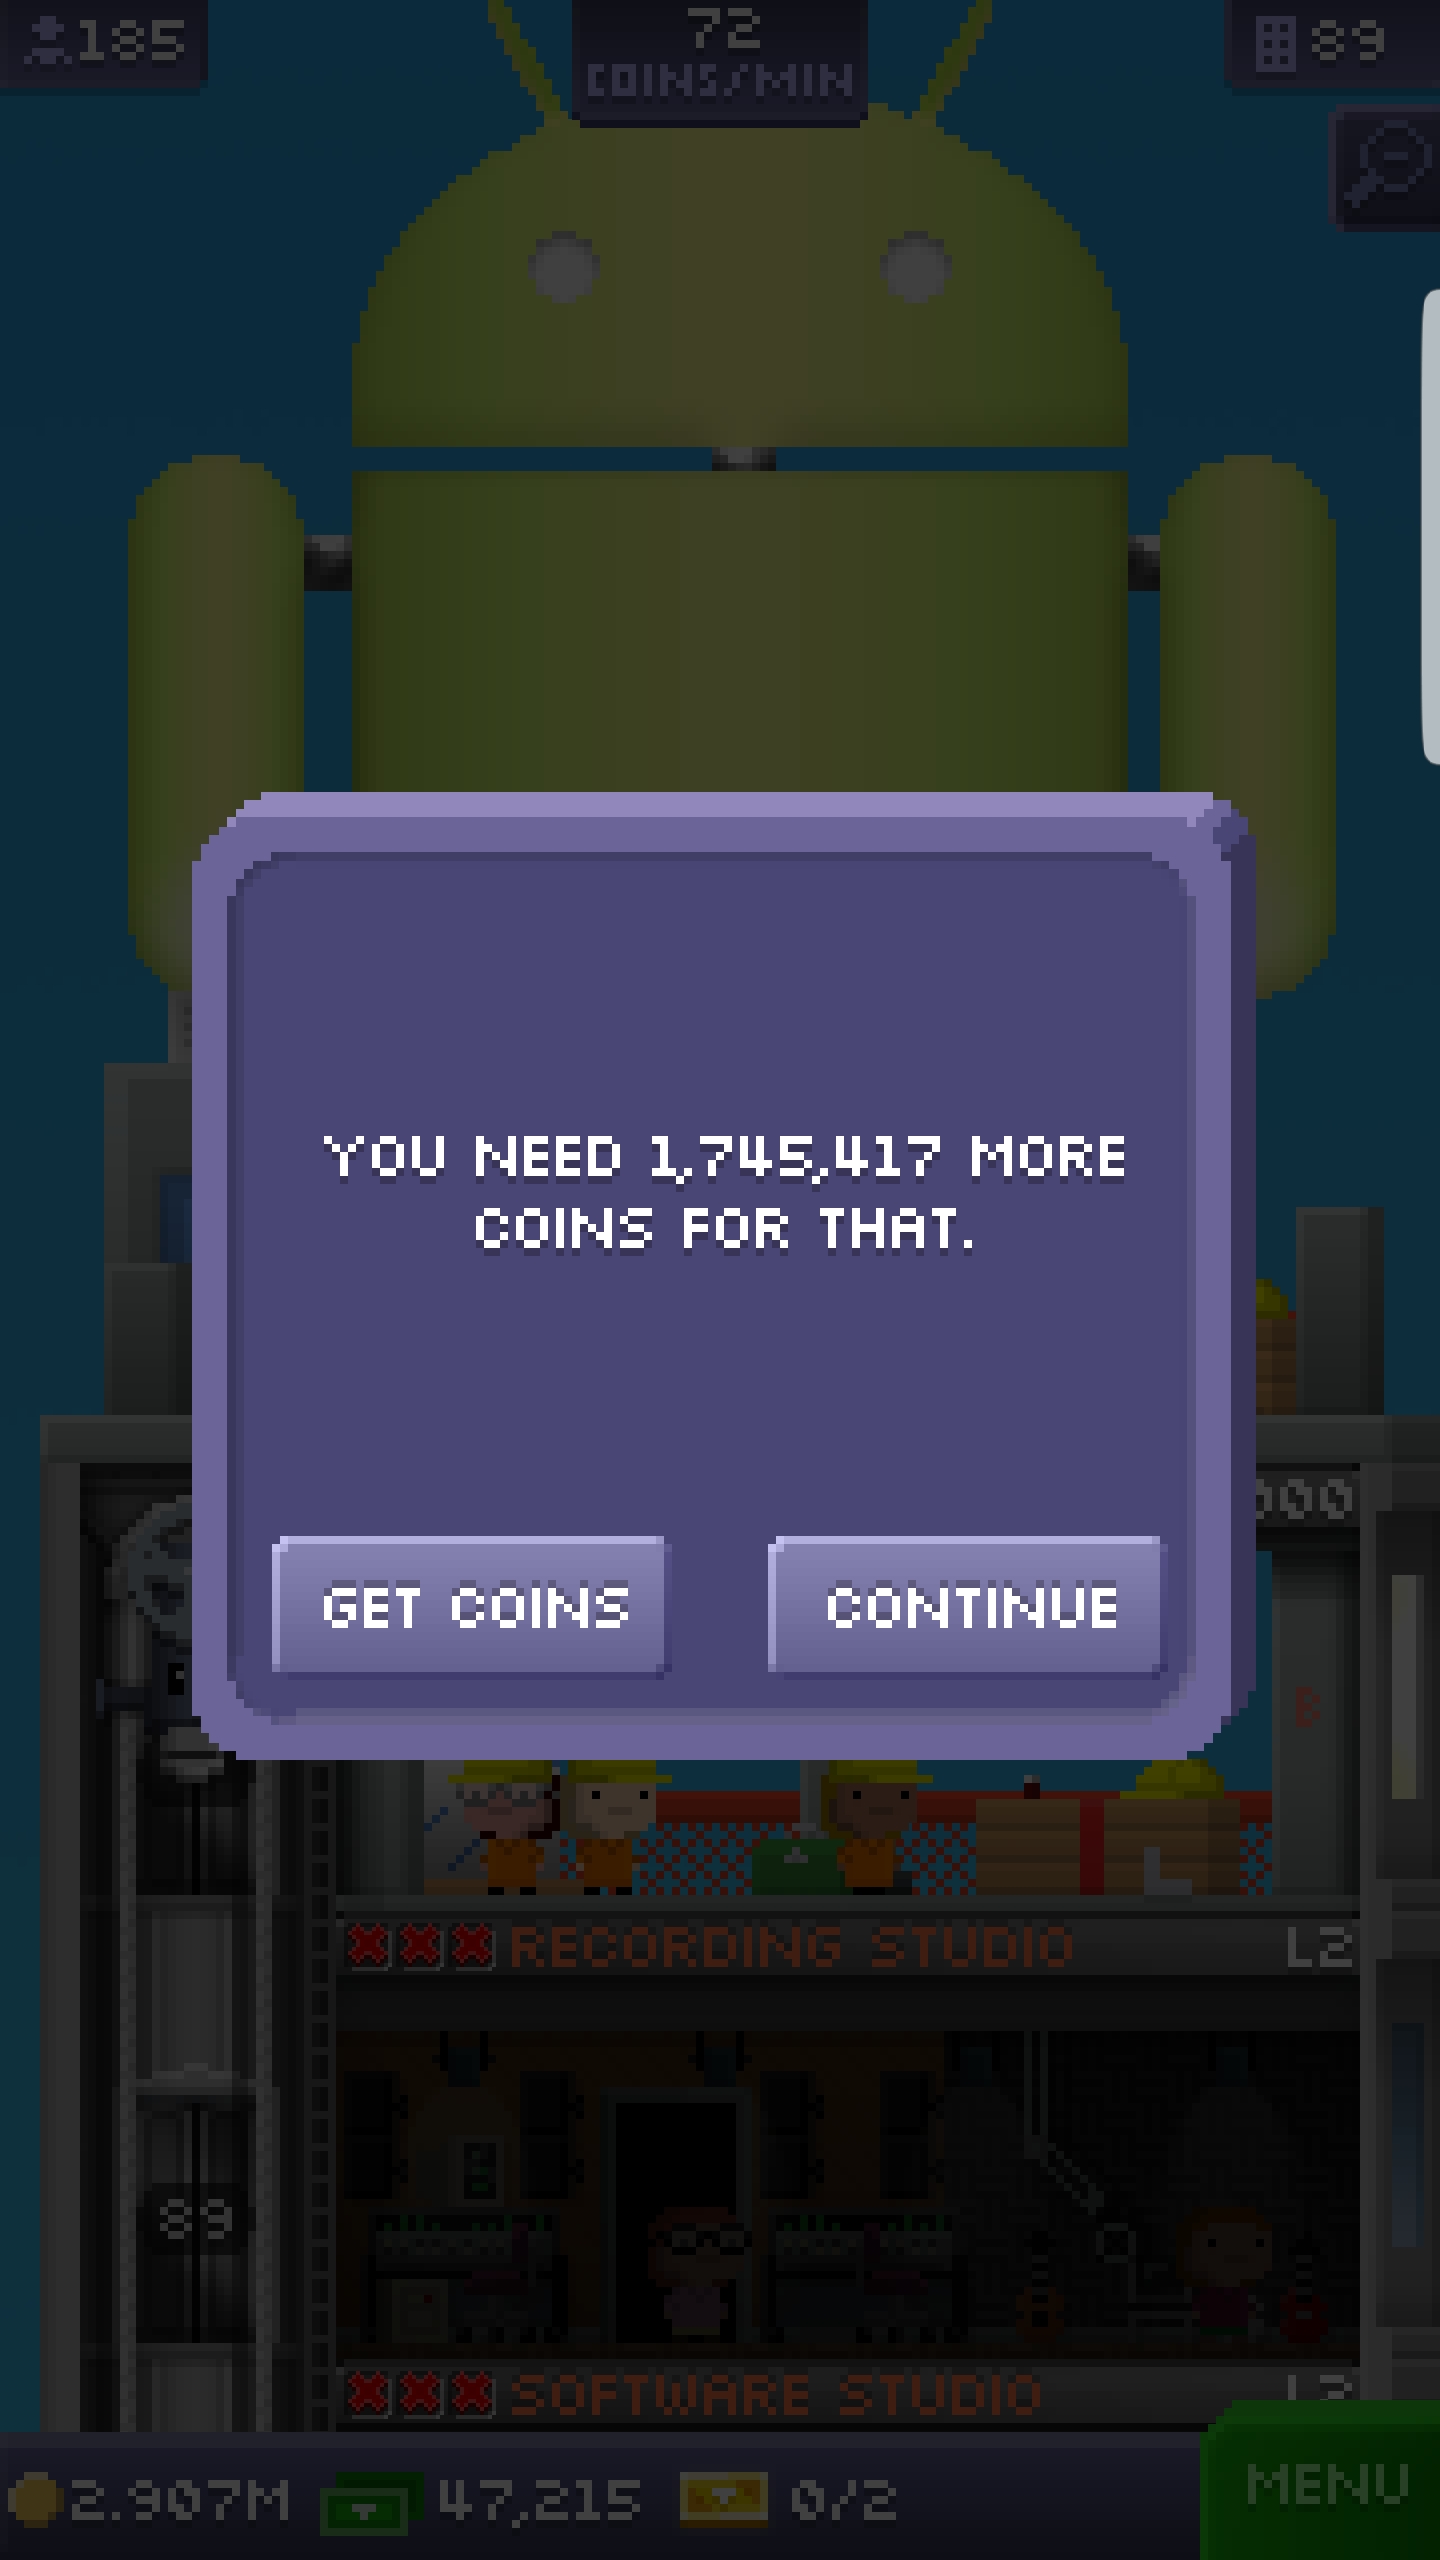 185
72
COINS/MIN
89
YOU NEED 1,745,417 MORE
COINS FOR THAT.
GET COINS
CONTINUE
000
B
RECORDING STUDIO L2
89
SOFTWARE STUDIO L3
2.907M 47,215 0/2
MENU